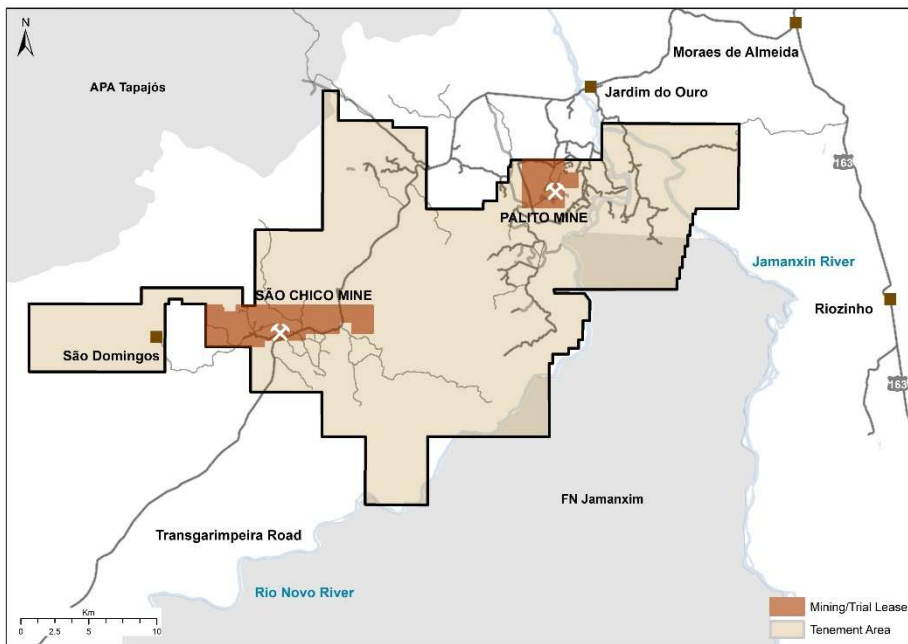 N
APA Tapajós
Moraes de Almeida
Jardim do Ouro
163
PALITO MINE
Jamanxin River
SÃO CHICO MINE
Riozinho
São Domingos
163
FN Jamanxim
Transgarimpeira Road
Rio Novo River
Km
0 2.5 5 10
Mining/Trial Lease
Tenement Area